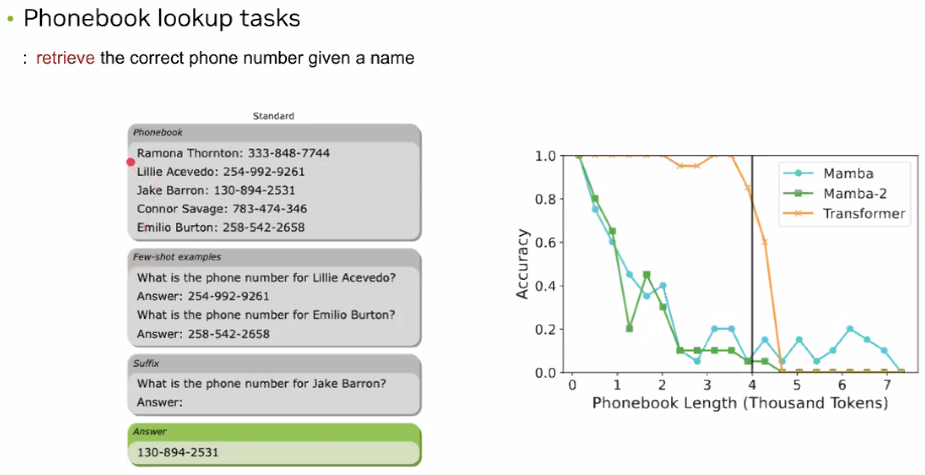 • Phonebook lookup tasks
: retrieve the correct phone number given a name
Standard
Phonebook
Ramona Thornton: 333-848-7744
Lillie Acevedo: 254-992-9261
Jake Barron: 130-894-2531
Connor Savage: 783-474-346
Emilio Burton: 258-542-2658
Few-shot examples
What is the phone number for Lillie Acevedo?
Answer: 254-992-9261
What is the phone number for Emilio Burton?
Answer: 258-542-2658
Suffix
What is the phone number for Jake Barron?
Answer:
Answer
130-894-2531
Accuracy
1.0
0.8
0.6
0.4
0.2
0.0
Mamba
Mamba-2
Transformer
0 1 2 3 4 5 6 7
Phonebook Length (Thousand Tokens)